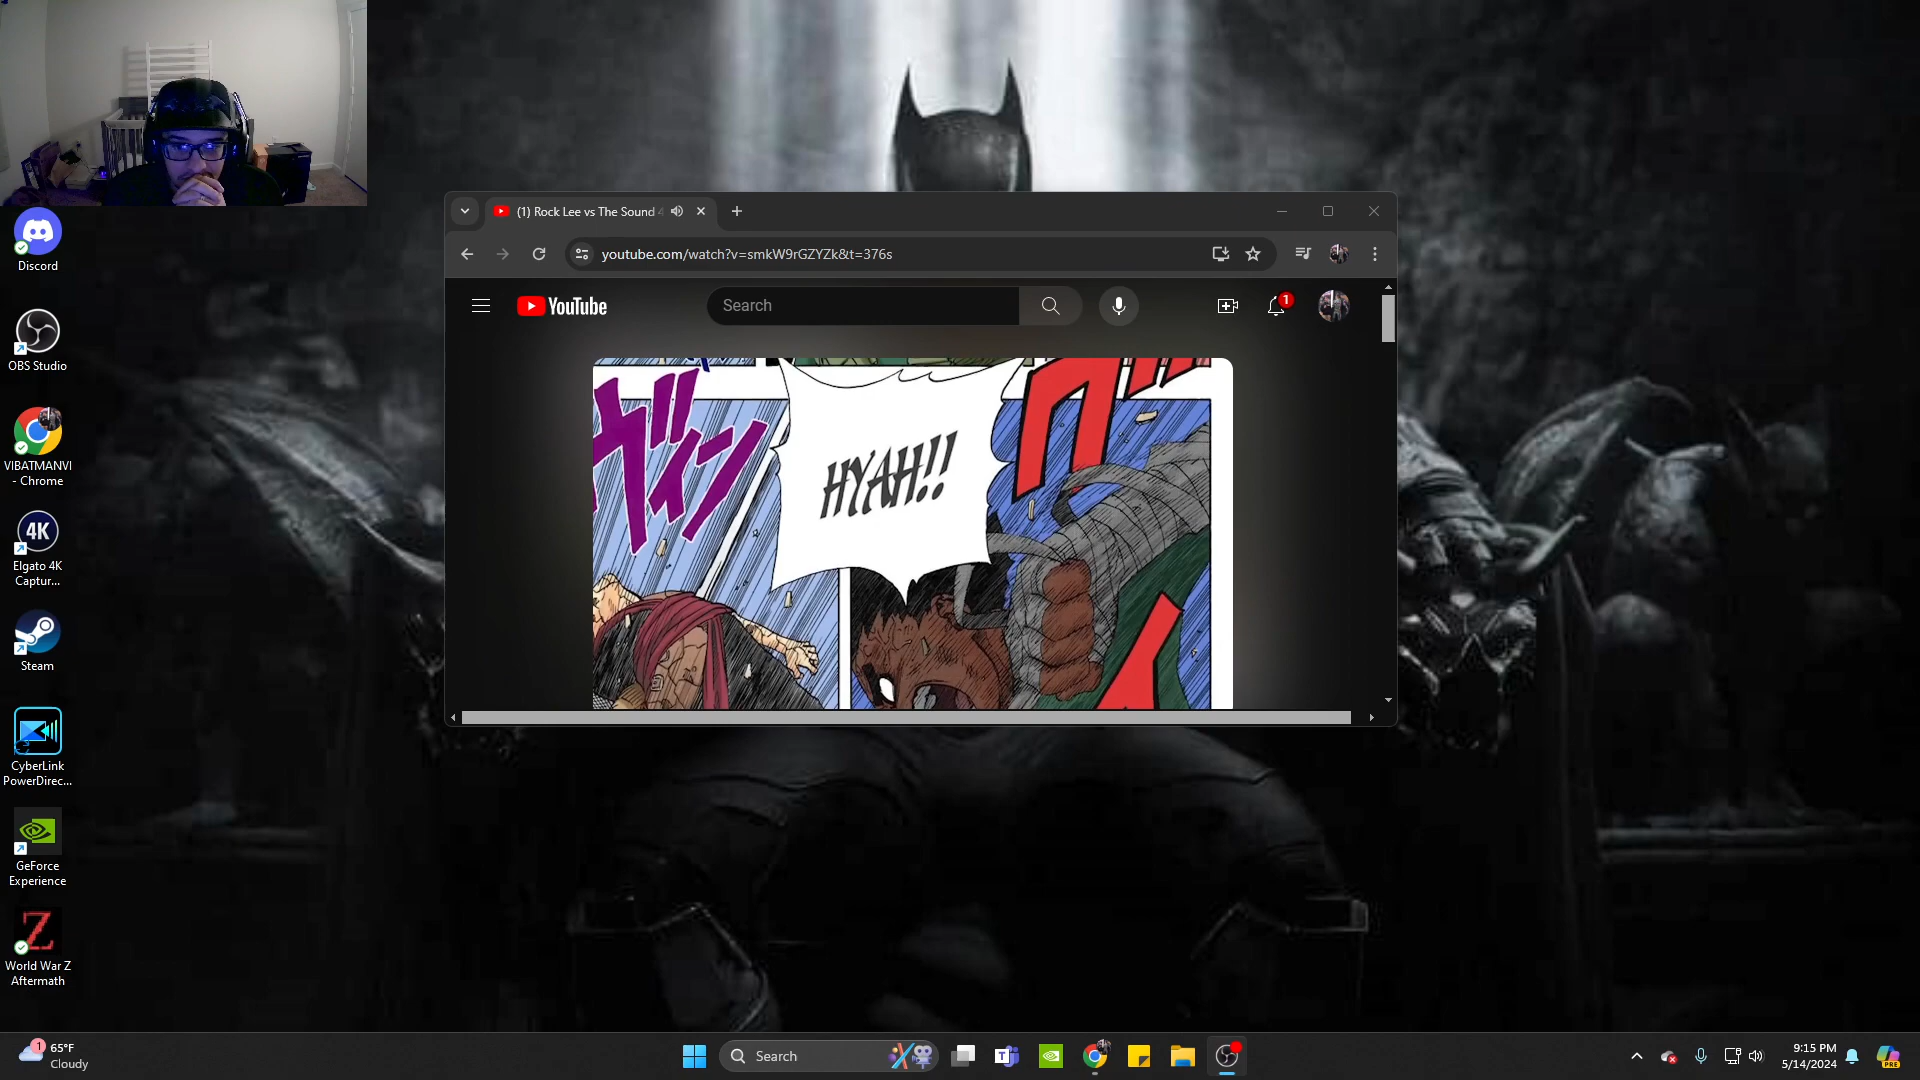 (1) Rock Lee vs The Sound 4
youtube.com/watch?v=smkW9rGZYZk&t=376s
YouTube
Search
1
HYAH!!
Discord
OBS Studio
VIBATMANVI
- Chrome
4K
Elgato 4K
Captur...
Steam
CyberLink
PowerDirec...
GeForce
Experience
Z
World War Z
Aftermath
1
65°F
Cloudy
Search
9:15 PM
5/14/2024
PRE